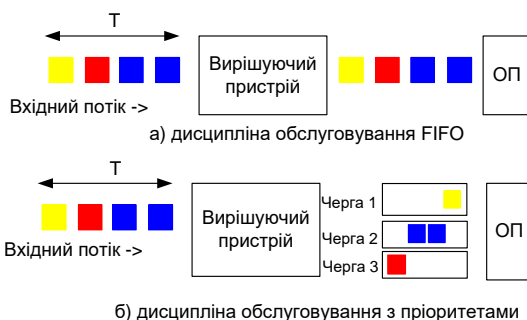 T
Вирішуючий
пристрій
ОП
Вхідний потік ->
а) дисципліна обслуговування FIFO
T
Вирішуючий
пристрій
Черга 1
Черга 2
Черга 3
ОП
Вхідний потік ->
б) дисципліна обслуговування з пріоритетами